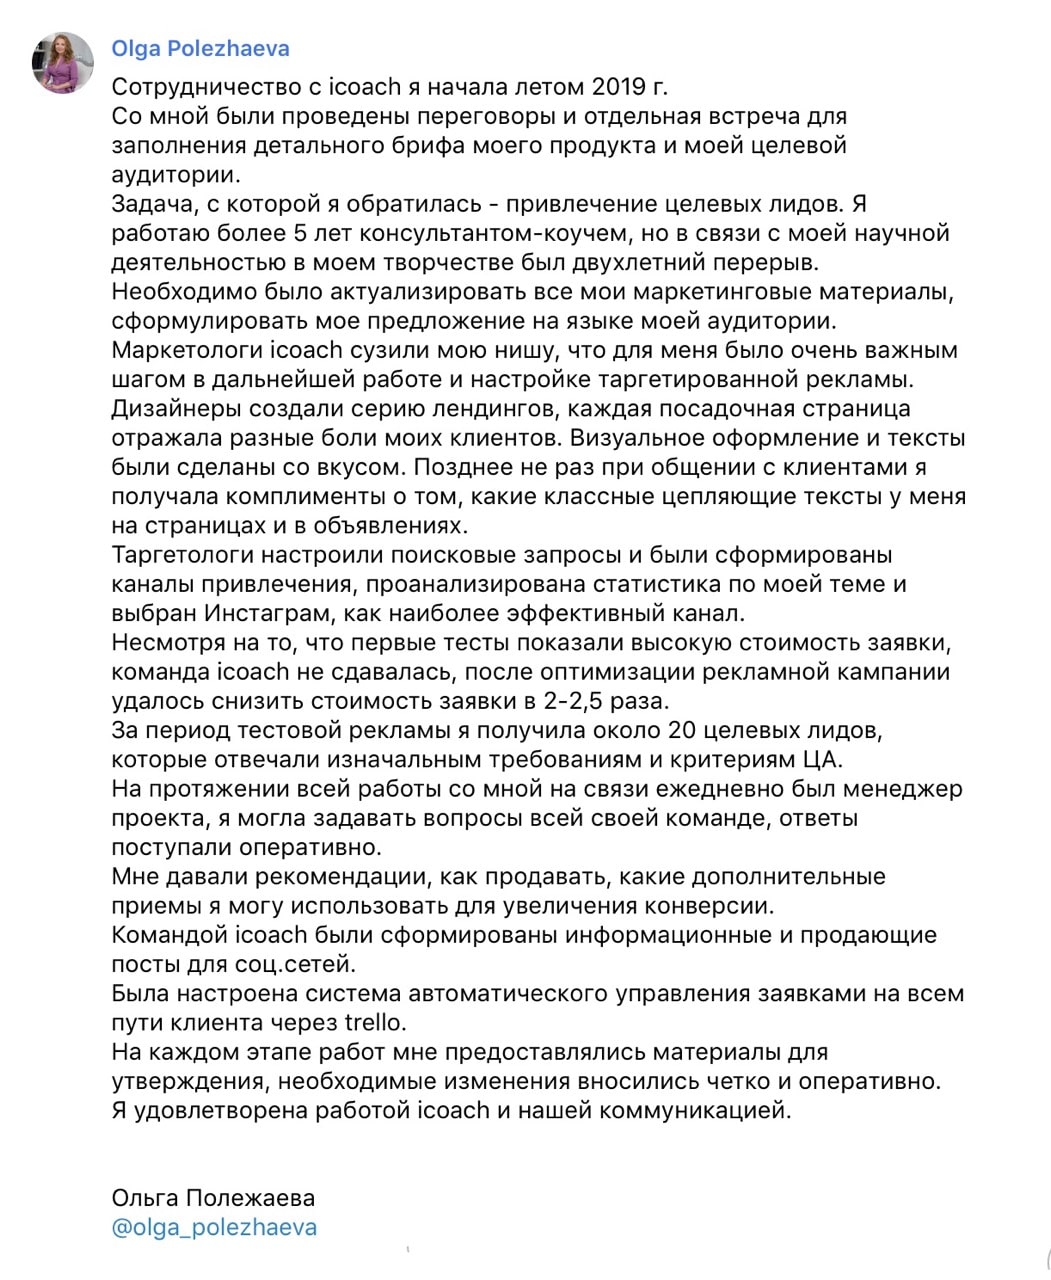 Olga Polezhaeva
Сотрудничество с icoach я начала летом 2019 г.
Со мной были проведены переговоры и отдельная встреча для
заполнения детального брифа моего продукта и моей целевой
аудитории.
Задача, с которой я обратилась - привлечение целевых лидов. Я
работаю более 5 лет консультантом-коучем, но в связи с моей научной
деятельностью в моем творчестве был двухлетний перерыв.
Необходимо было актуализировать все мои маркетинговые материалы,
сформулировать мое предложение на языке моей аудитории.
Маркетологи icoach сузили мою нишу, что для меня было очень важным
шагом в дальнейшей работе и настройке таргетированной рекламы.
Дизайнеры создали серию лендингов, каждая посадочная страница
отражала разные боли моих клиентов. Визуальное оформление и тексты
были сделаны со вкусом. Позднее не раз при общении с клиентами я
получала комплименты о том, какие классные цепляющие тексты у меня
на страницах и в объявлениях.
Таргетологи настроили поисковые запросы и были сформированы
каналы привлечения, проанализирована статистика по моей теме и
выбран Инстаграм, как наиболее эффективный канал.
Несмотря на то, что первые тесты показали высокую стоимость заявки,
команда icoach не сдавалась, после оптимизации рекламной кампании
удалось снизить стоимость заявки в 2-2,5 раза.
За период тестовой рекламы я получила около 20 целевых лидов,
которые отвечали изначальным требованиям и критериям ЦА.
На протяжении всей работы со мной на связи ежедневно был менеджер
проекта, я могла задавать вопросы всей своей команде, ответы
поступали оперативно.
Мне давали рекомендации, как продавать, какие дополнительные
приемы я могу использовать для увеличения конверсии.
Командой icoach были сформированы информационные и продающие
посты для соц.сетей.
Была настроена система автоматического управления заявками на всем
пути клиента через trello.
На каждом этапе работ мне предоставлялись материалы для
утверждения, необходимые изменения вносились четко и оперативно.
Я удовлетворена работой icoach и нашей коммуникацией.
Ольга Полежаева
@olga_polezhaeva